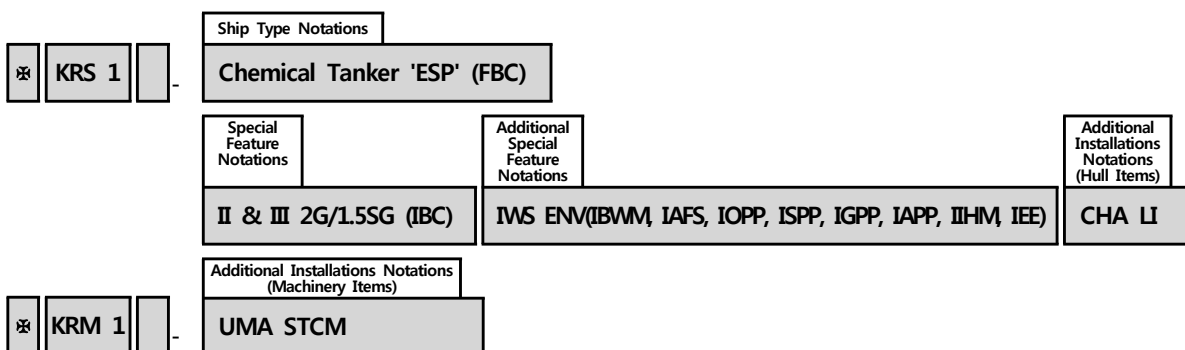 Ship Type Notations
✠ KRS 1 - Chemical Tanker 'ESP' (FBC)
Special
Feature
Notations
Additional
Special
Feature
Notations
Additional
Installations
Notations
(Hull Items)
II & III 2G/1.5SG (IBC) IWS ENV(IBWM, IAFS, IOPP, ISPP, IGPP, IAPP, IIHM, IEE) CHA LI
Additional Installations Notations
(Machinery Items)
✠ KRM 1 - UMA STCM